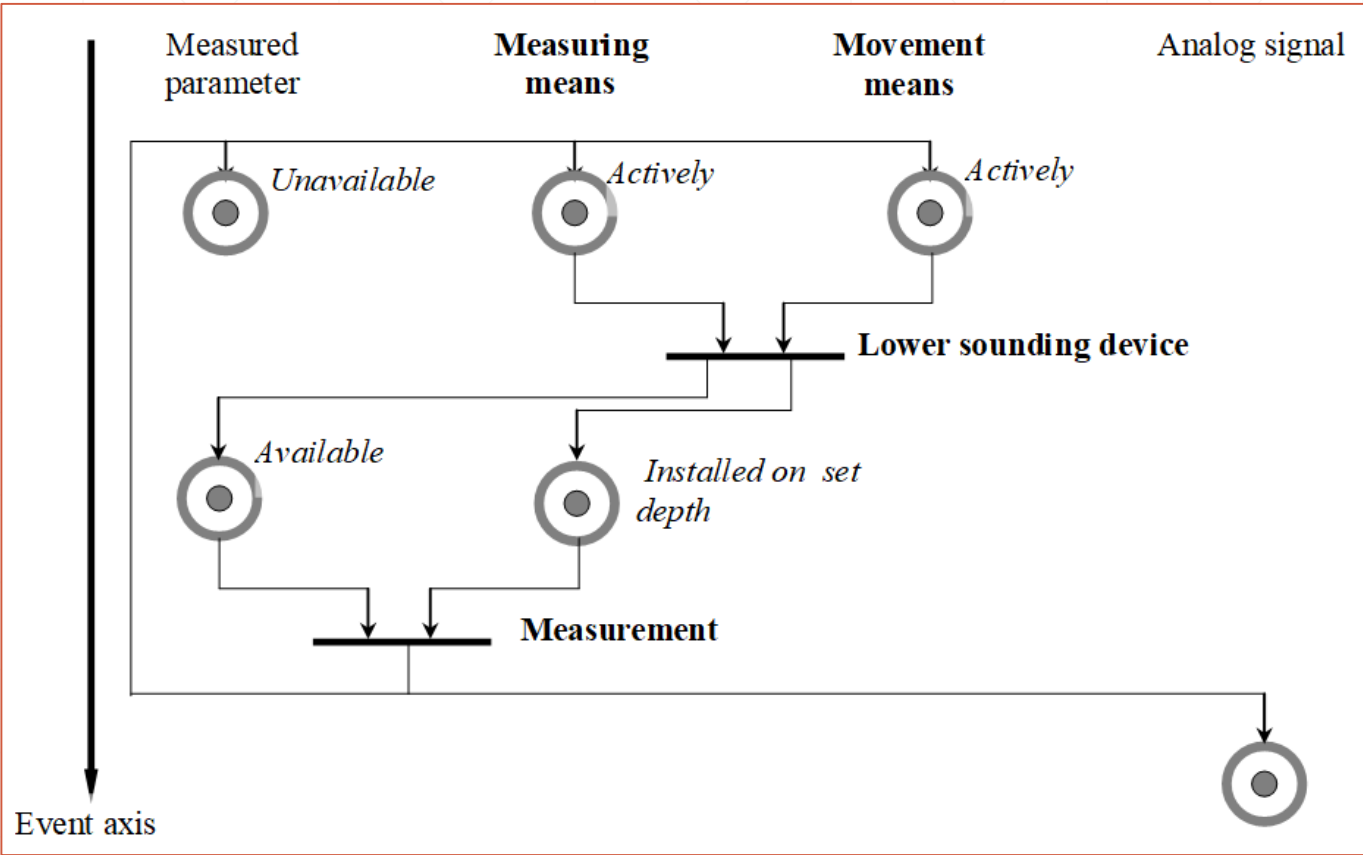 Measured
parameter
Measuring
means
Movement
means
Analog signal
Unavailable
Actively
Actively
Lower sounding device
Available
Installed on set
depth
Measurement
Event axis